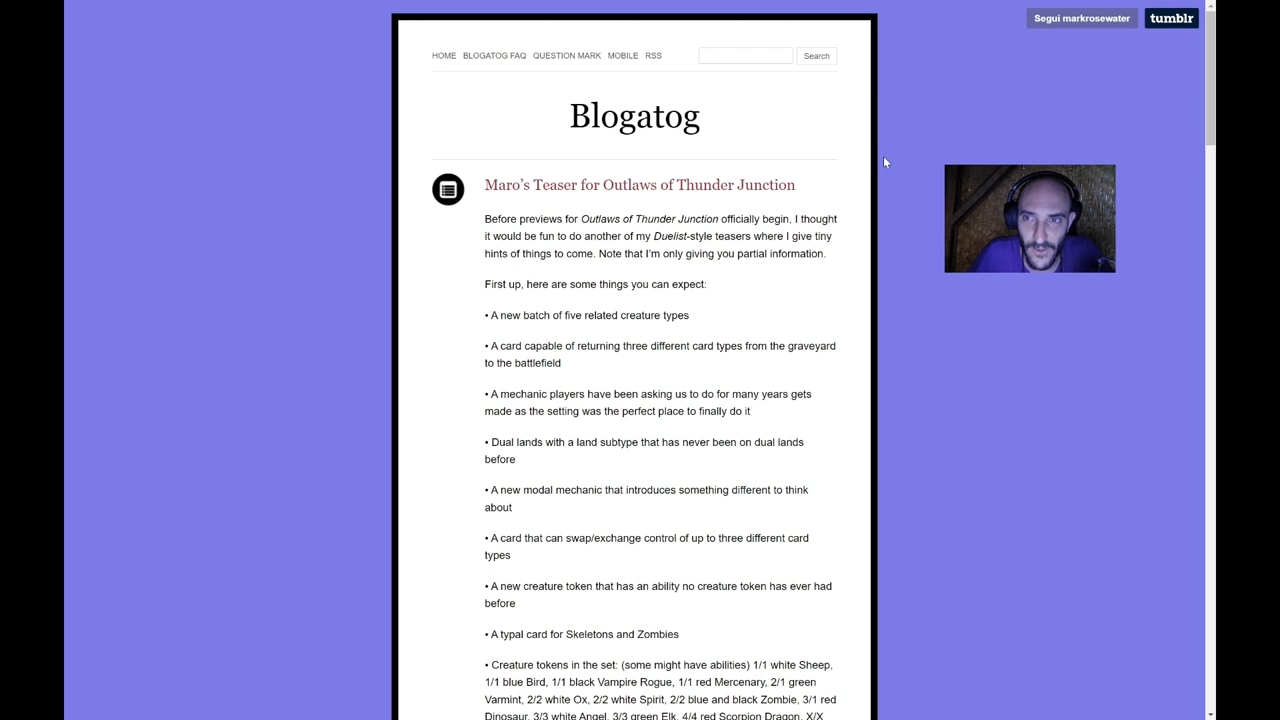 Segui markrosewater
tumblr
HOME BLOGATOG FAQ QUESTION MARK MOBILE RSS
Search
Blogatog
Maro's Teaser for Outlaws of Thunder Junction
Before previews for Outlaws of Thunder Junction officially begin, I thought
it would be fun to do another of my Duelist-style teasers where I give tiny
hints of things to come. Note that I'm only giving you partial information.
First up, here are some things you can expect:
• A new batch of five related creature types
• A card capable of returning three different card types from the graveyard
to the battlefield
• A mechanic players have been asking us to do for many years gets
made as the setting was the perfect place to finally do it
• Dual lands with a land subtype that has never been on dual lands
before
• A new modal mechanic that introduces something different to think
about
• A card that can swap/exchange control of up to three different card
types
• A new creature token that has an ability no creature token has ever had
before
• A typal card for Skeletons and Zombies
• Creature tokens in the set: (some might have abilities) 1/1 white Sheep,
1/1 blue Bird, 1/1 black Vampire Rogue, 1/1 red Mercenary, 2/1 green
Varmint, 2/2 white Ox, 2/2 white Spirit, 2/2 blue and black Zombie, 3/1 red
Dinosaur, 3/3 white Angel, 3/3 green Elk, 4/4 red Scorpion Dragon, X/X